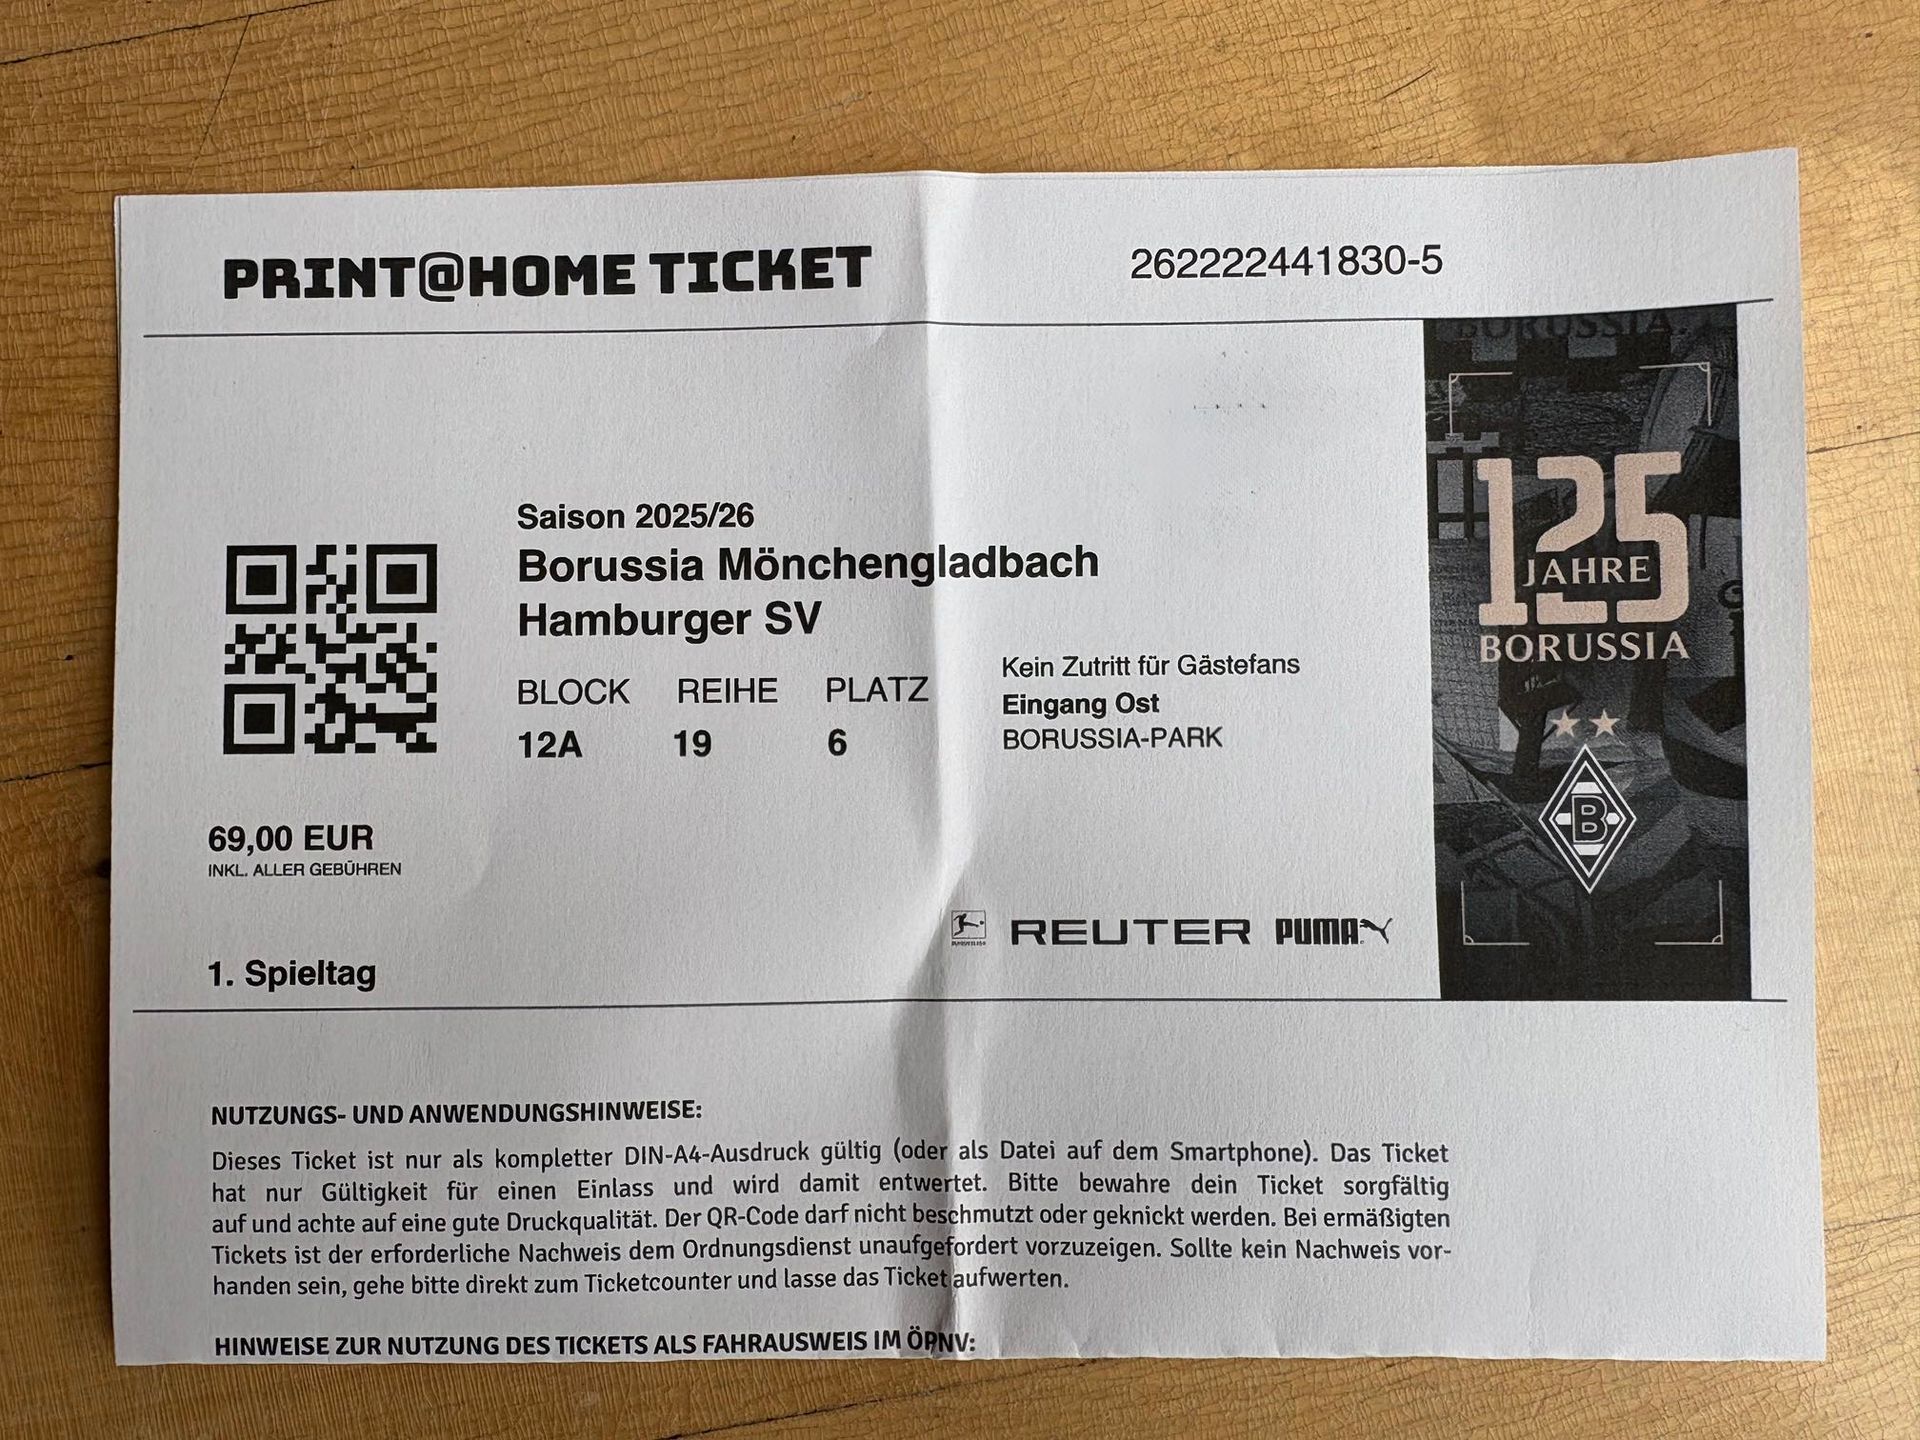 PRINT@HOME TICKET
262222441830-5
Saison 2025/26
Borussia Mönchengladbach
Hamburger SV
BLOCK REIHE PLATZ
12A 19 6
Kein Zutritt für Gästefans
Eingang Ost
BORUSSIA-PARK
69,00 EUR
INKL. ALLER GEBÜHREN
1. Spieltag
BUNDESLIGA
REUTER PUMA
BORUSSIA
125
JAHRE
BORUSSIA
B
NUTZUNGS- UND ANWENDUNGSHINWEISE:
Dieses Ticket ist nur als kompletter DIN-A4-Ausdruck gültig (oder als Datei auf dem Smartphone). Das Ticket
hat nur Gültigkeit für einen Einlass und wird damit entwertet. Bitte bewahre dein Ticket sorgfältig
auf und achte auf eine gute Druckqualität. Der QR-Code darf nicht beschmutzt oder geknickt werden. Bei ermäßigten
Tickets ist der erforderliche Nachweis dem Ordnungsdienst unaufgefordert vorzuzeigen. Sollte kein Nachweis vor-
handen sein, gehe bitte direkt zum Ticketcounter und lasse das Ticket aufwerten.
HINWEISE ZUR NUTZUNG DES TICKETS ALS FAHRAUSWEIS IM ÖPNV: